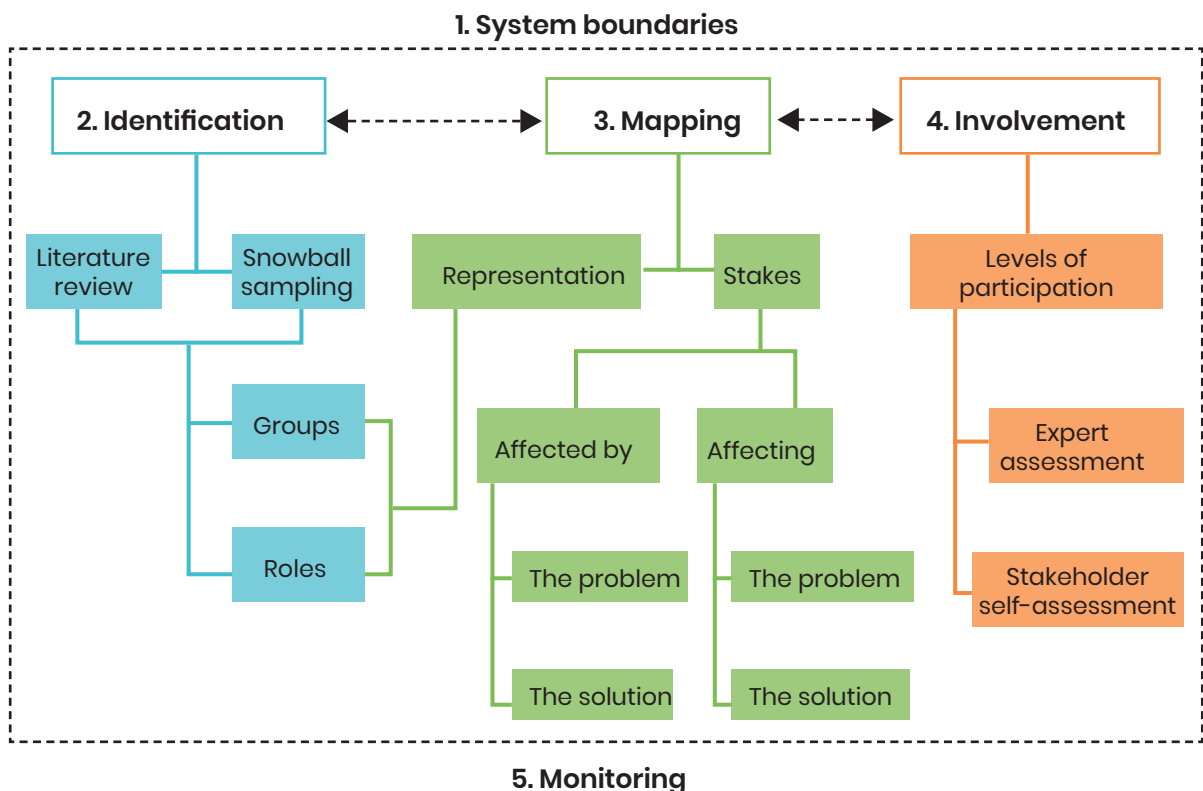 1. System boundaries
2. Identification
3. Mapping
4. Involvement
Literature
review
Snowball
sampling
Representation
Stakes
Levels of
participation
Groups
Affected by
Affecting
Expert
assessment
Roles
The problem
The problem
Stakeholder
self-assessment
The solution
The solution
5. Monitoring